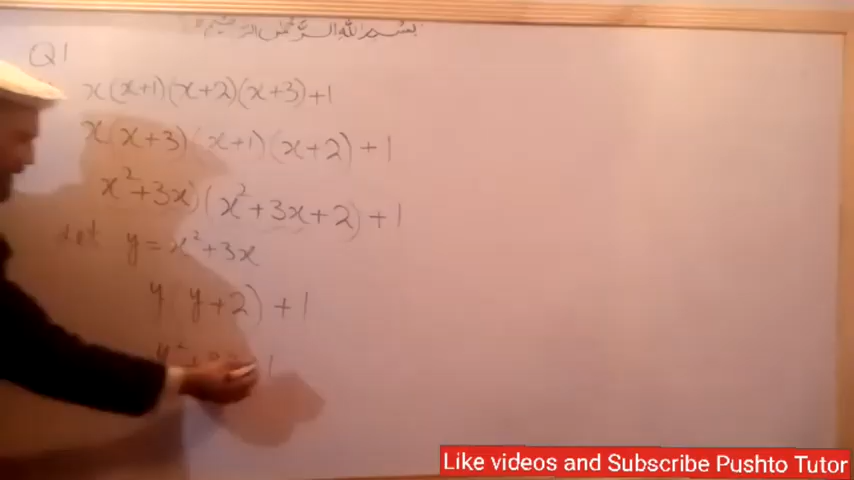 بسم الله الرحمن الرحيم
Q1
x(x+1)(x+2)(x+3)+1
x(x+3)(x+1)(x+2)+1
x²+3x)(x²+3x+2)+1
Let y=x²+3x
y(y+2)+1
Like videos and Subscribe Pushto Tutor